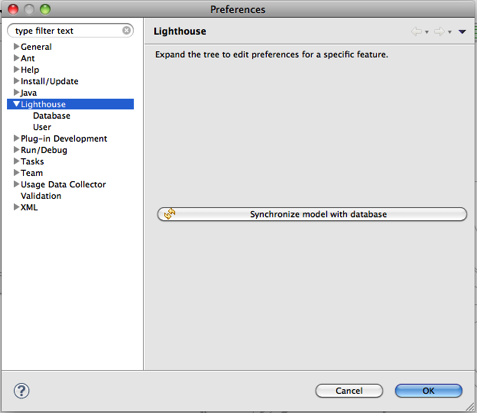 Preferences
type filter text
General
Ant
Help
Install/Update
Java
Lighthouse
Database
User
Plug-in Development
Run/Debug
Tasks
Team
Usage Data Collector
Validation
XML
Lighthouse
Expand the tree to edit preferences for a specific feature.
Synchronize model with database
?
Cancel
OK